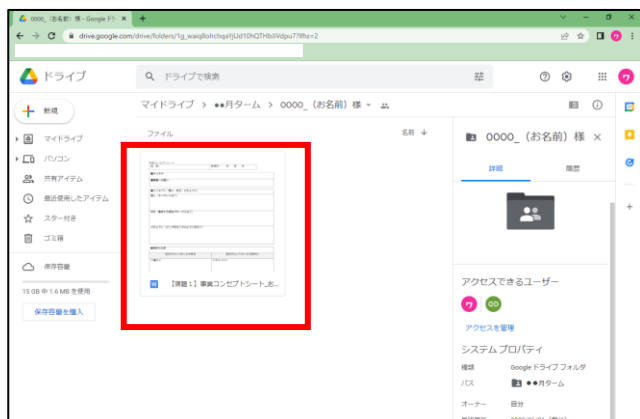 0000_（お名前）様 - Google ドラ
drive.google.com/drive/folders/1g_waiq8oIrchqaYjUd10hQTHbJiVdpu7?lfhs=2
ドライブ
ドライブで検索
新規
マイドライブ
パソコン
共有アイテム
最近使用したアイテム
スター付き
ゴミ箱
保存容量
15 GB 中 1.6 MB を使用
保存容量を購入
マイドライブ > ●●月ターム > 0000_（お名前）様
ファイル
名前
【課題１】事業コンセプトシート_お...
0000_（お名前）様
詳細
履歴
アクセスできるユーザー
ワ
アクセスを管理
システム プロパティ
種類
Google ドライブ フォルダ
パス
●●月ターム
オーナー
自分